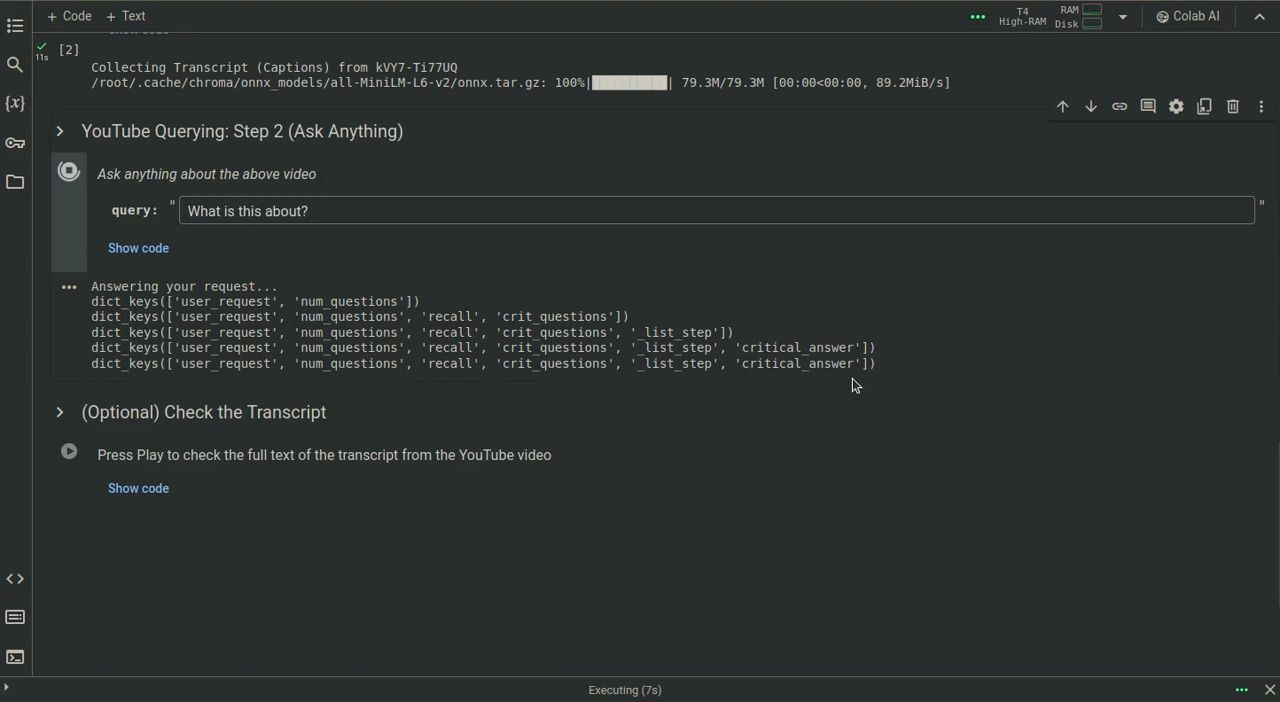 + Code + Text
T4
High-RAM
RAM
Disk
Colab AI
11s
[2]
Collecting Transcript (Captions) from kVY7-Ti77UQ
/root/.cache/chroma/onnx_models/all-MiniLM-L6-v2/onnx.tar.gz: 100%|██████████| 79.3M/79.3M [00:00<00:00, 89.2MiB/s]
{x}
YouTube Querying: Step 2 (Ask Anything)
Ask anything about the above video
query: " What is this about? "
Show code
Answering your request...
dict_keys(['user_request', 'num_questions'])
dict_keys(['user_request', 'num_questions', 'recall', 'crit_questions'])
dict_keys(['user_request', 'num_questions', 'recall', 'crit_questions', '_list_step'])
dict_keys(['user_request', 'num_questions', 'recall', 'crit_questions', '_list_step', 'critical_answer'])
dict_keys(['user_request', 'num_questions', 'recall', 'crit_questions', '_list_step', 'critical_answer'])
(Optional) Check the Transcript
Press Play to check the full text of the transcript from the YouTube video
Show code
Executing (7s)